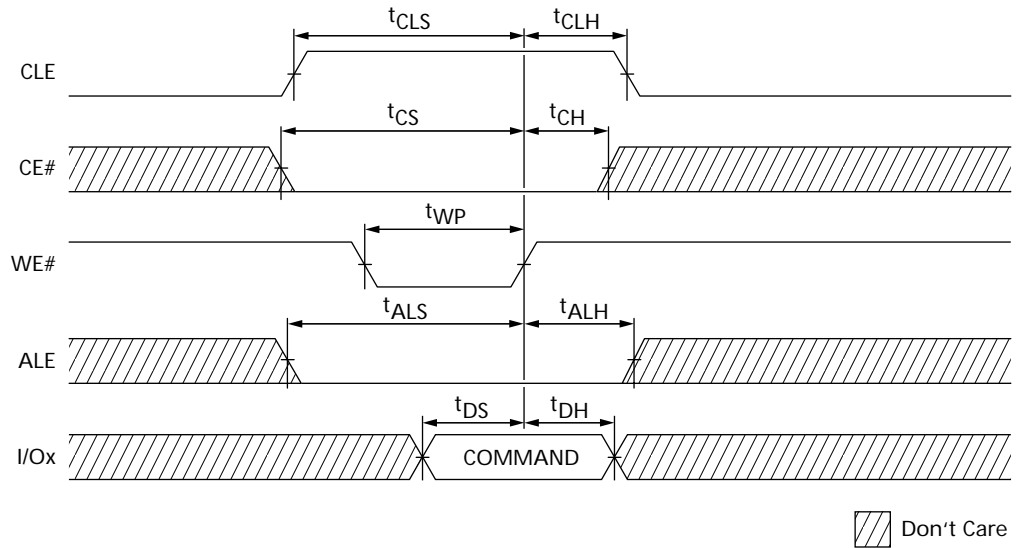 tCLS tCLH
CLE
tCS tCH
CE#
tWP
WE#
tALS tALH
ALE
tDS tDH
I/Ox COMMAND
Don't Care